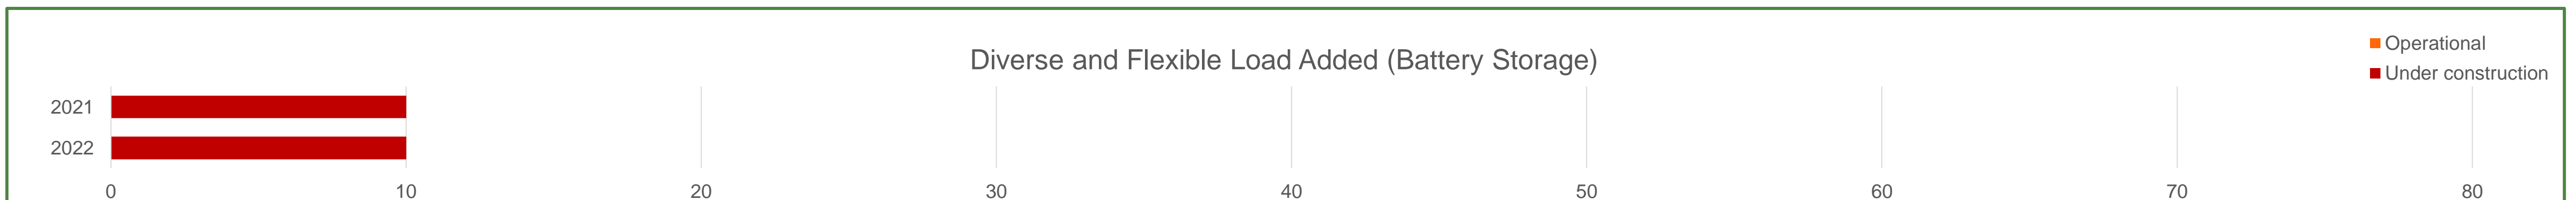 Diverse and Flexible Load Added (Battery Storage)
Operational
Under construction
2021
2022
0 10 20 30 40 50 60 70 80